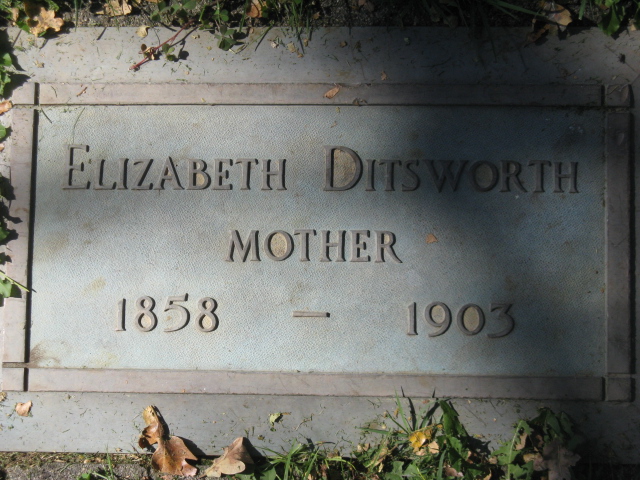 Elizabeth Ditsworth
MOTHER
1858 – 1903